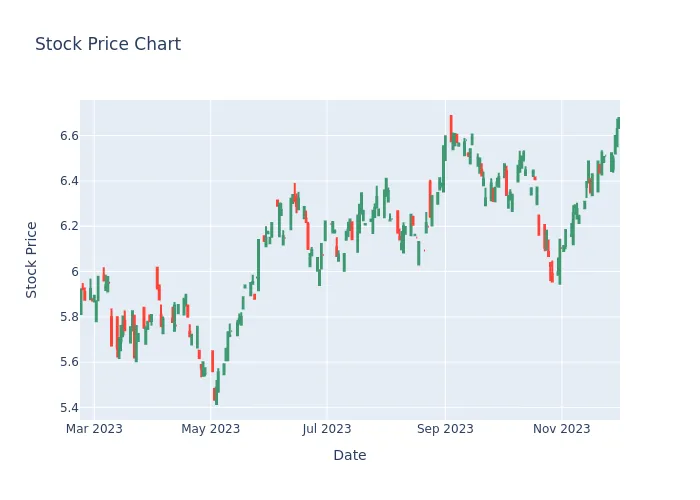 Stock Price Chart
Stock Price
6.6
6.4
6.2
6
5.8
5.6
5.4
Mar 2023
May 2023
Jul 2023
Sep 2023
Nov 2023
Date